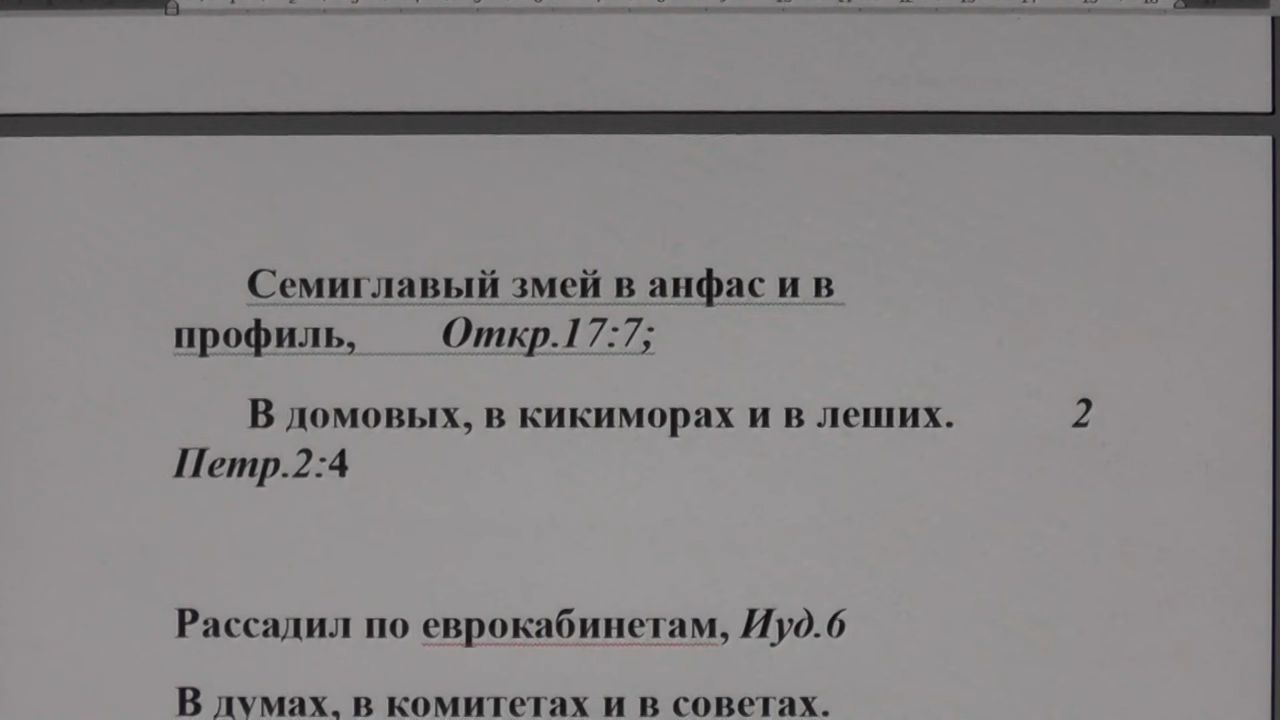 Семиглавый змей в анфас и в
профиль, Откр.17:7;
В домовых, в кикиморах и в леших. 2
Петр.2:4
Рассадил по еврокабинетам, Иуд.6
В думах, в комитетах и в советах.